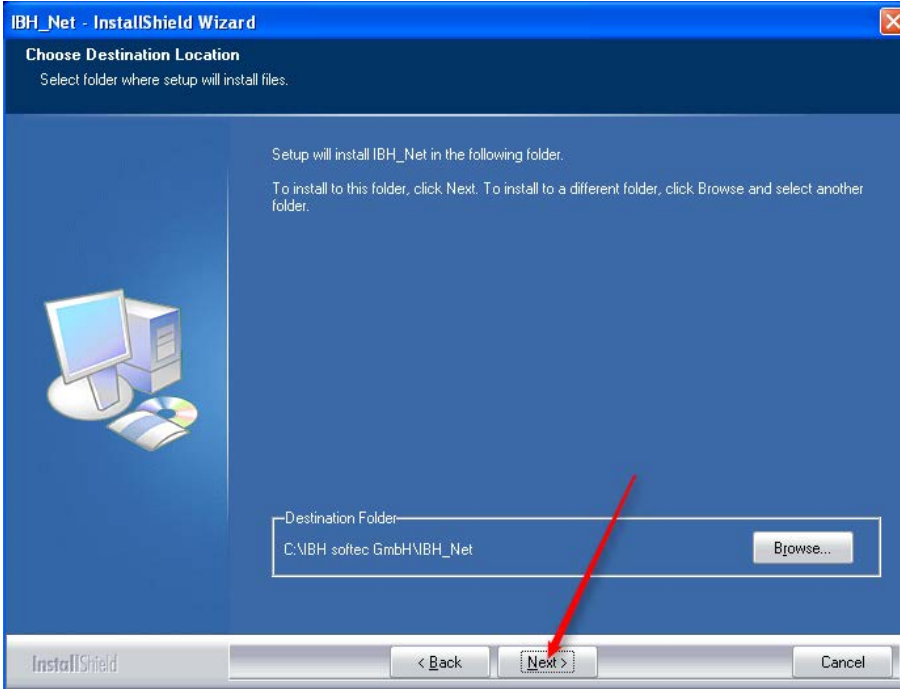 IBH_Net - InstallShield Wizard
Choose Destination Location
Select folder where setup will install files.
Setup will install IBH_Net in the following folder.
To install to this folder, click Next. To install to a different folder, click Browse and select another
folder.
Destination Folder
C:\IBH softec GmbH\IBH_Net
Browse...
InstallShield
< Back
Next >
Cancel